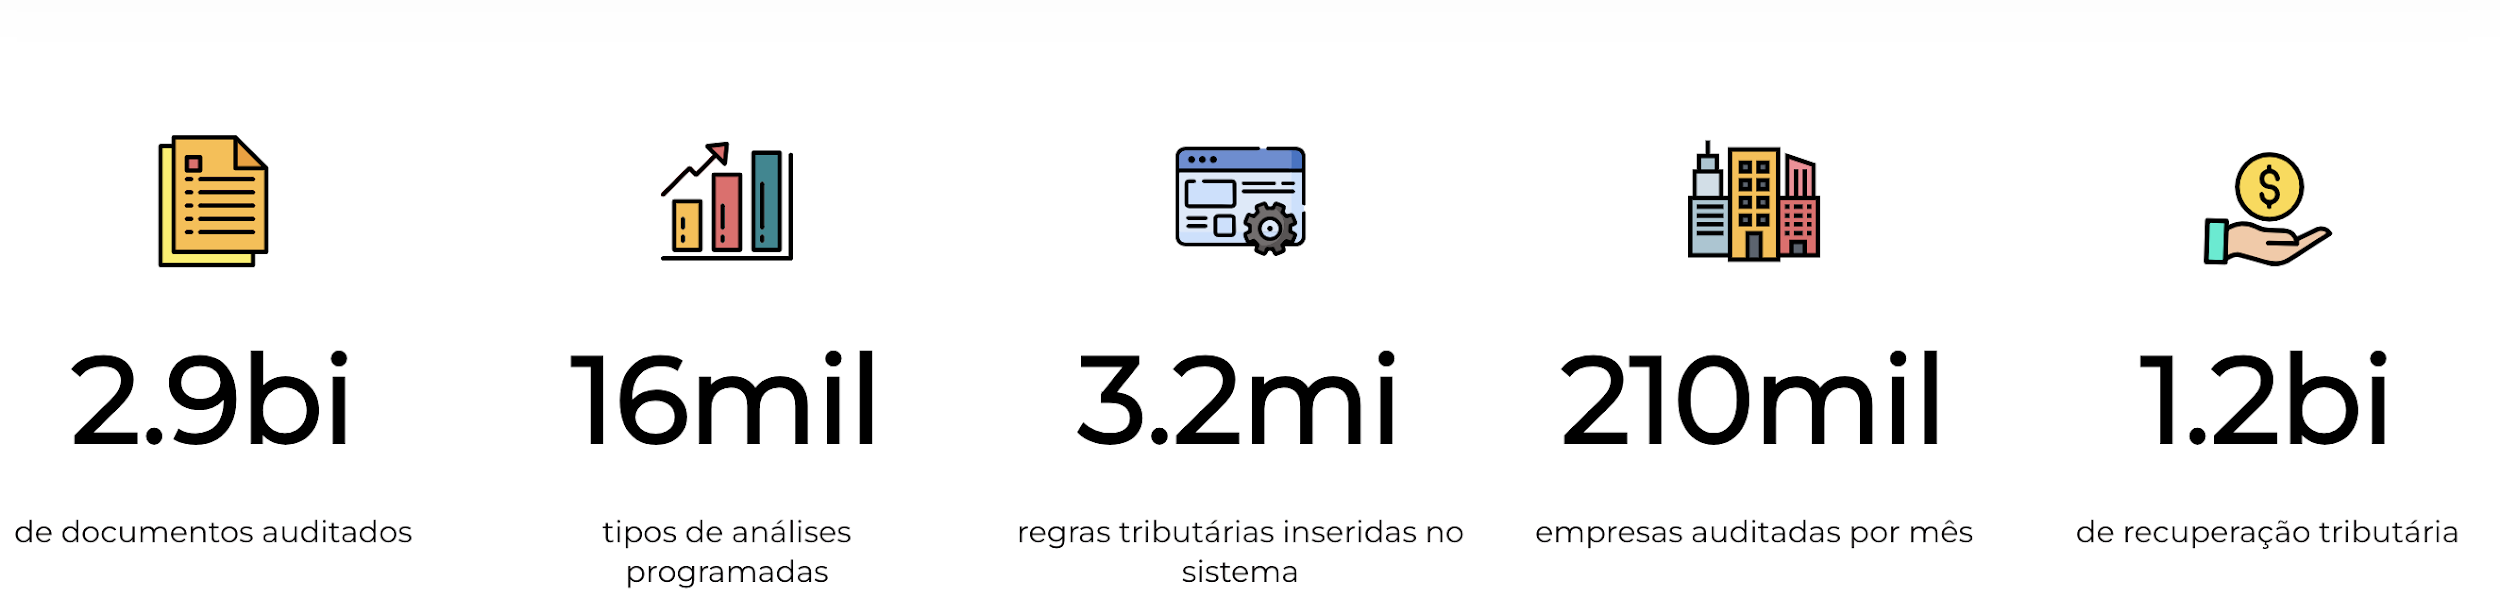 2.9bi
de documentos auditados
16mil
tipos de análises
programadas
3.2mi
regras tributárias inseridas no
sistema
210mil
empresas auditadas por mês
1.2bi
de recuperação tributária